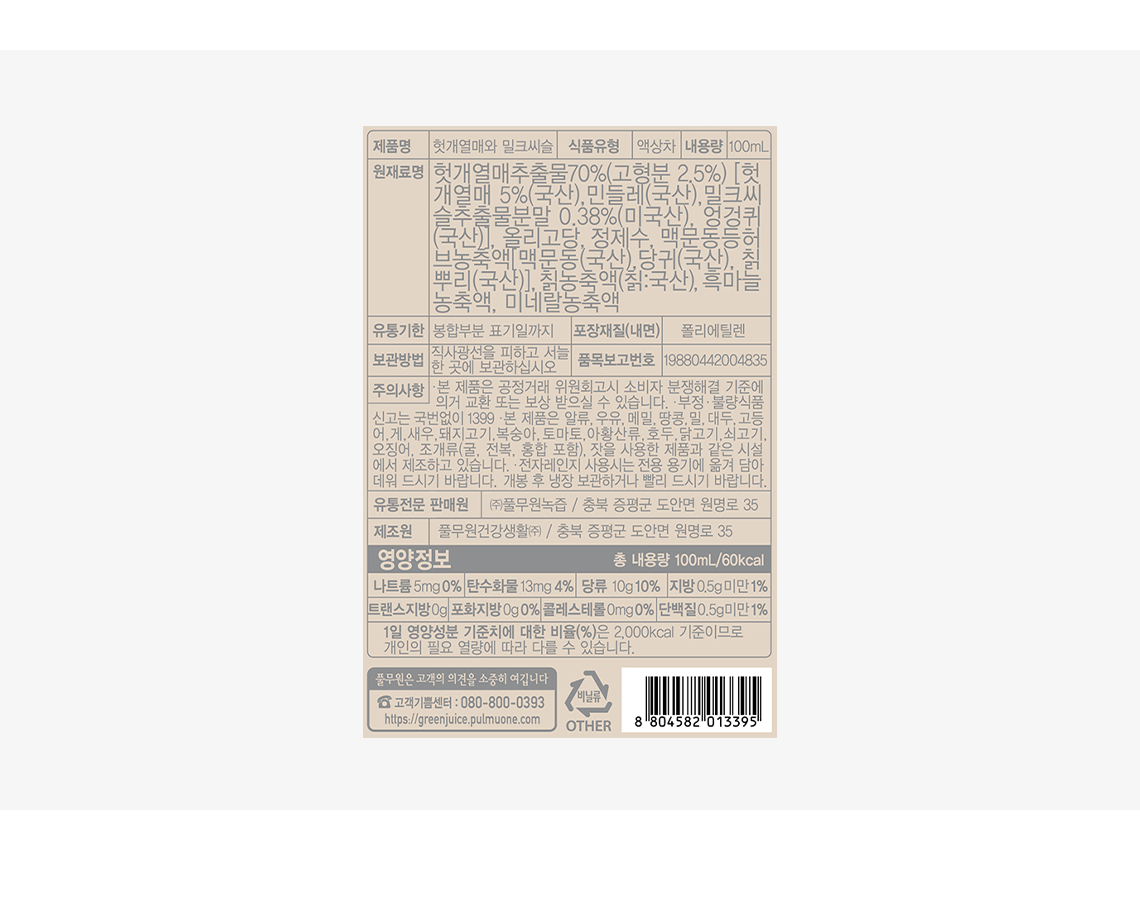 제품명 헛개열매와 밀크씨슬 식품유형 액상차 내용량 100mL
원재료명 헛개열매추출물70%(고형분 2.5%) [헛
개열매 5%(국산),민들레(국산),밀크씨
슬추출물분말 0.38%(미국산), 엉겅퀴
(국산)], 올리고당, 정제수, 맥문동등허
브농축액[맥문동(국산),당귀(국산), 칡
뿌리(국산)], 칡농축액(칡:국산), 흑마늘
농축액, 미네랄농축액
유통기한 봉합부분 표기일까지 포장재질(내면) 폴리에틸렌
보관방법 직사광선을 피하고 서늘
한 곳에 보관하십시오 품목보고번호 19880442004835
주의사항 ·본 제품은 공정거래 위원회고시 소비자 분쟁해결 기준에
의거 교환 또는 보상 받으실 수 있습니다. ·부정·불량식품
신고는 국번없이 1399 ·본 제품은 알류, 우유, 메밀, 땅콩, 밀, 대두, 고등
어,게,새우,돼지고기,복숭아,토마토,아황산류,호두,닭고기,쇠고기,
오징어, 조개류(굴, 전복, 홍합 포함), 잣을 사용한 제품과 같은 시설
에서 제조하고 있습니다. ·전자레인지 사용시는 전용 용기에 옮겨 담아
데워 드시기 바랍니다. 개봉 후 냉장 보관하거나 빨리 드시기 바랍니다.
유통전문 판매원 ㈜풀무원녹즙 / 충북 증평군 도안면 원명로 35
제조원 풀무원건강생활㈜ / 충북 증평군 도안면 원명로 35
영양정보 총 내용량 100mL/60kcal
나트륨 5mg 0% 탄수화물 13mg 4% 당류 10g 10% 지방 0.5g미만 1%
트랜스지방 0g 포화지방 0g 0% 콜레스테롤 0mg 0% 단백질 0.5g미만 1%
1일 영양성분 기준치에 대한 비율(%)은 2,000kcal 기준이므로
개인의 필요 열량에 따라 다를 수 있습니다.
풀무원은 고객의 의견을 소중히 여깁니다
☎고객기쁨센터 : 080-800-0393
https://greenjuice.pulmuone.com
비닐류
OTHER
8 804582 013395